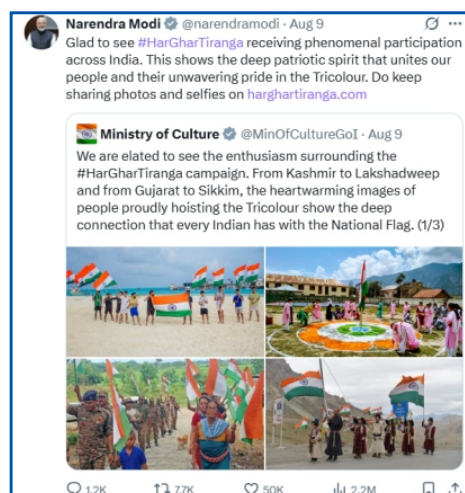 Narendra Modi @narendramodi · Aug 9
Glad to see #HarGharTiranga receiving phenomenal participation
across India. This shows the deep patriotic spirit that unites our
people and their unwavering pride in the Tricolour. Do keep
sharing photos and selfies on harghartiranga.com
Ministry of Culture @MinOfCultureGoI · Aug 9
We are elated to see the enthusiasm surrounding the
#HarGharTiranga campaign. From Kashmir to Lakshadweep
and from Gujarat to Sikkim, the heartwarming images of
people proudly hoisting the Tricolour show the deep
connection that every Indian has with the National Flag. (1/3)
1.2K 7.7K 50K 2.2M